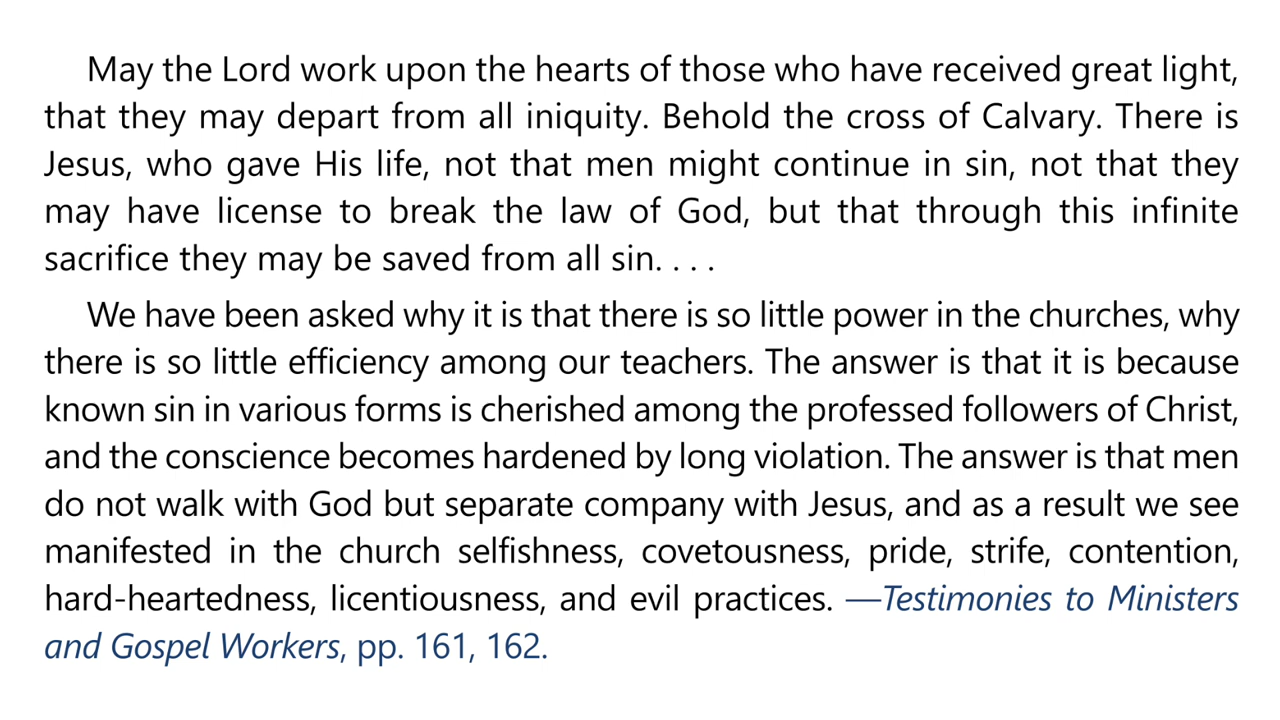 May the Lord work upon the hearts of those who have received great light,
that they may depart from all iniquity. Behold the cross of Calvary. There is
Jesus, who gave His life, not that men might continue in sin, not that they
may have license to break the law of God, but that through this infinite
sacrifice they may be saved from all sin. . . .
We have been asked why it is that there is so little power in the churches, why
there is so little efficiency among our teachers. The answer is that it is because
known sin in various forms is cherished among the professed followers of Christ,
and the conscience becomes hardened by long violation. The answer is that men
do not walk with God but separate company with Jesus, and as a result we see
manifested in the church selfishness, covetousness, pride, strife, contention,
hard-heartedness, licentiousness, and evil practices. —Testimonies to Ministers
and Gospel Workers, pp. 161, 162.